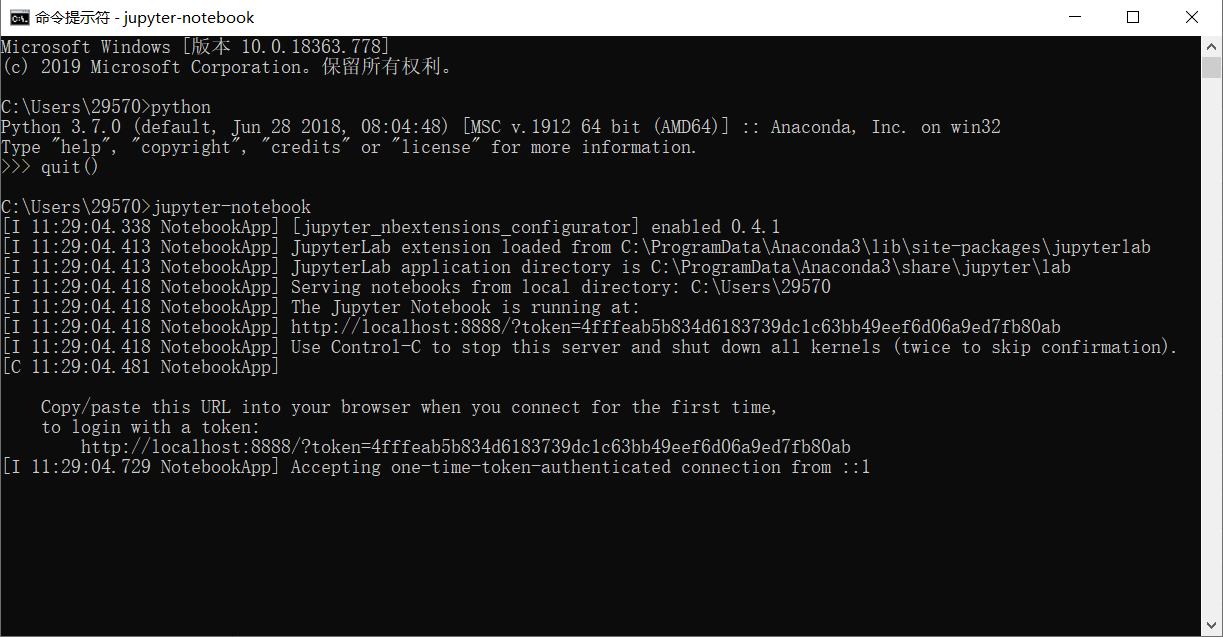 命令提示符 - jupyter-notebook
Microsoft Windows [版本 10.0.18363.778]
(c) 2019 Microsoft Corporation。保留所有权利。
C:\Users\29570>python
Python 3.7.0 (default, Jun 28 2018, 08:04:48) [MSC v.1912 64 bit (AMD64)] :: Anaconda, Inc. on win32
Type "help", "copyright", "credits" or "license" for more information.
>>> quit()
C:\Users\29570>jupyter-notebook
[I 11:29:04.338 NotebookApp] [jupyter_nbextensions_configurator] enabled 0.4.1
[I 11:29:04.413 NotebookApp] JupyterLab extension loaded from C:\ProgramData\Anaconda3\lib\site-packages\jupyterlab
[I 11:29:04.413 NotebookApp] JupyterLab application directory is C:\ProgramData\Anaconda3\share\jupyter\lab
[I 11:29:04.418 NotebookApp] Serving notebooks from local directory: C:\Users\29570
[I 11:29:04.418 NotebookApp] The Jupyter Notebook is running at:
[I 11:29:04.418 NotebookApp] http://localhost:8888/?token=4fffeab5b834d6183739dc1c63bb49eef6d06a9ed7fb80ab
[I 11:29:04.418 NotebookApp] Use Control-C to stop this server and shut down all kernels (twice to skip confirmation).
[C 11:29:04.481 NotebookApp]
Copy/paste this URL into your browser when you connect for the first time,
to login with a token:
http://localhost:8888/?token=4fffeab5b834d6183739dc1c63bb49eef6d06a9ed7fb80ab
[I 11:29:04.729 NotebookApp] Accepting one-time-token-authenticated connection from ::1